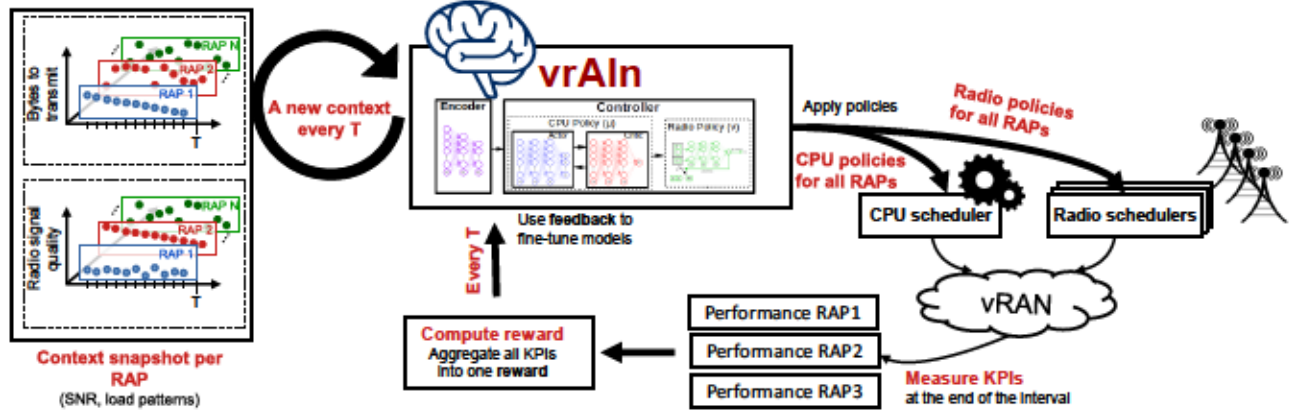 Bytes to
transmit
RAP N
RAP 2
RAP 1
T
Radio signal
quality
RAP N
RAP 2
RAP 1
T
Context snapshot per
RAP
(SNR, load patterns)
A new context
every T
vrAIn
Encoder
Controller
CPU Policy (μ)
Actor
Critic
Radio Policy (ν)
Use feedback to
fine-tune models
Every T
Apply policies
Radio policies
for all RAPs
CPU policies
for all RAPs
CPU scheduler
Radio schedulers
vRAN
Performance RAP1
Performance RAP2
Performance RAP3
Measure KPIs
at the end of the interval
Compute reward
Aggregate all KPIs
into one reward